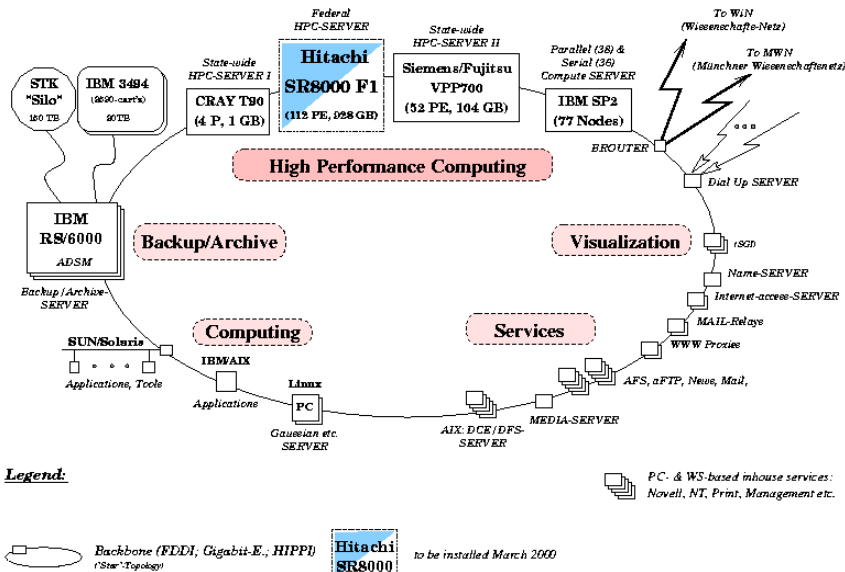 Federal
HPC-SERVER
State-wide
HPC-SERVER II
State-wide
HPC-SERVER I
Parallel (38) &
Serial (36)
Compute SERVER
To WiN
(Wissenschafts-Netz)
To MWN
(Münchner Wissenschaftsnetz)
STK
"Silo"
IBM 3494
20TB
CRAY T90
(4 P, 1 GB)
Hitachi
SR8000 F1
(112 PE, 928 GB)
Siemens/Fujitsu
VPP700
(52 PE, 104 GB)
IBM SP2
(77 Nodes)
BROUTER
High Performance Computing
Dial Up SERVER
IBM
RS/6000
ADSM
Backup/Archive-
SERVER
Backup/Archive
Visualization
Name-SERVER
Internet-access-SERVER
MAIL-Relays
WWW Proxies
Computing
Services
SUN/Solaris
Applications, Tools
IBM/AIX
Applications
Linux
PC
Gaussian etc.
SERVER
AIX: DCE/DFS-
SERVER
MEDIA-SERVER
AFS, aFTP, News, Mail,
Legend:
PC- & WS-based inhouse services:
Novell, NT, Print, Management etc.
Backbone (FDDI; Gigabit-E.; HIPPI)
("Star"-Topology)
Hitachi
SR8000
to be installed March 2000